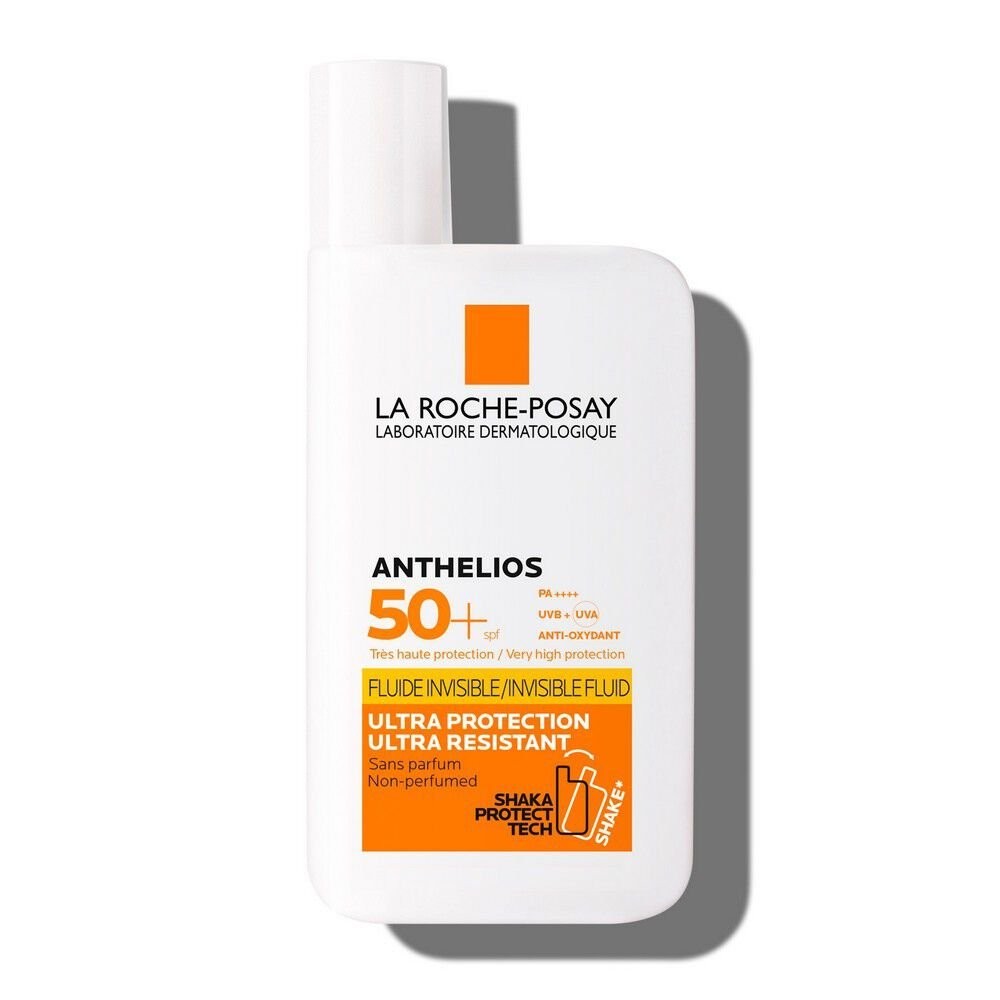 LA ROCHE-POSAY
LABORATOIRE DERMATOLOGIQUE
ANTHELIOS
50+ spf
PA ++++
UVB + UVA
ANTI-OXYDANT
Très haute protection / Very high protection
FLUIDE INVISIBLE/INVISIBLE FLUID
ULTRA PROTECTION
ULTRA RESISTANT
Sans parfum
Non-perfumed
SHAKA
PROTECT
TECH
SHAKE+